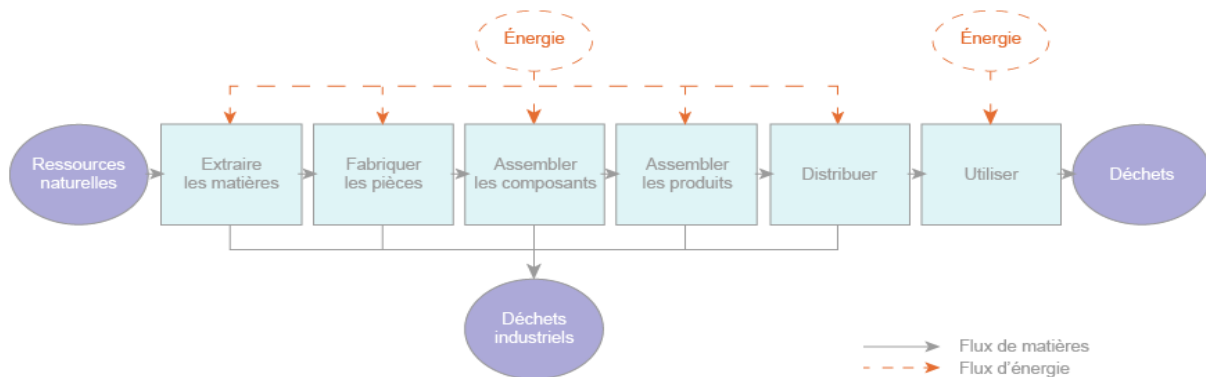 Énergie
Énergie
Ressources
naturelles
Extraire
les matières
Fabriquer
les pièces
Assembler
les composants
Assembler
les produits
Distribuer
Utiliser
Déchets
Déchets
industriels
Flux de matières
Flux d'énergie